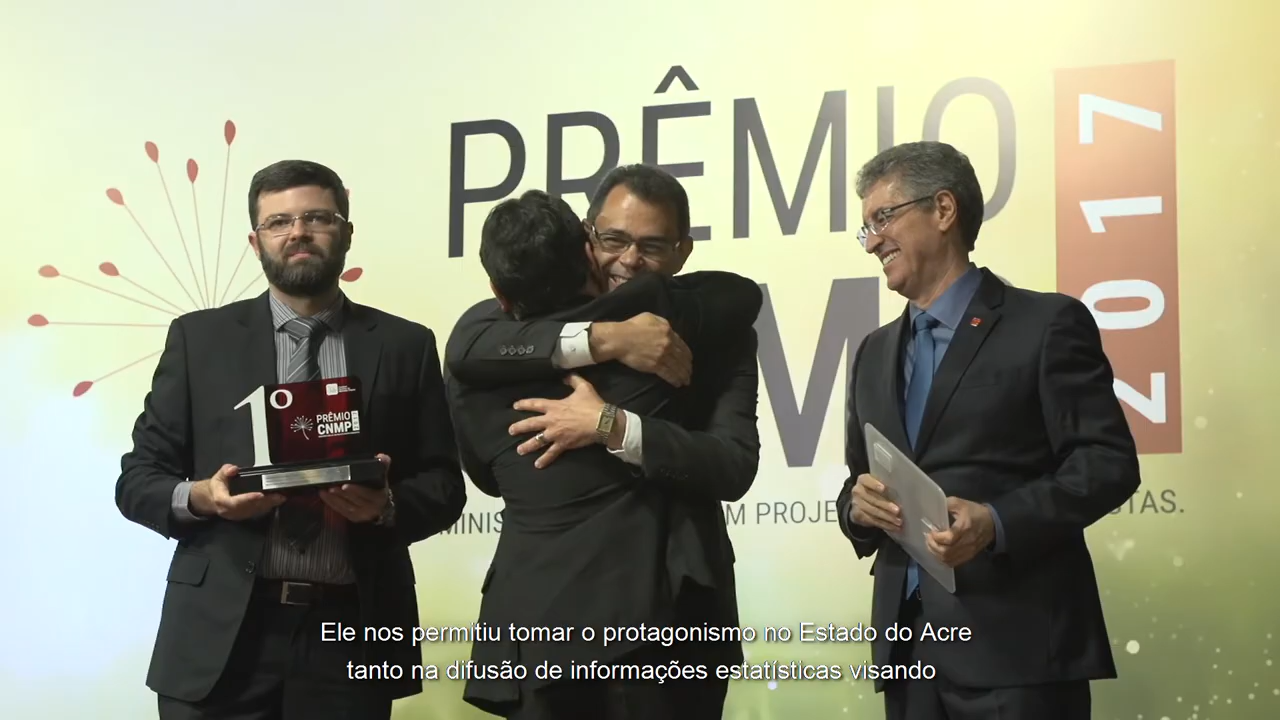 PRÊMIO
2017
1º
PRÊMIO
CNMP
MINIS
M PROJE
STAS.
Ele nos permitiu tomar o protagonismo no Estado do Acre
tanto na difusão de informações estatísticas visando